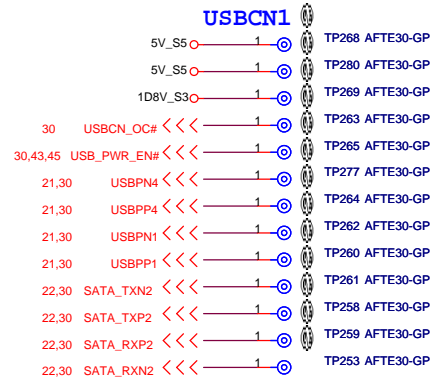 USBCN1
5V_S5 1 TP268 AFTE30-GP
5V_S5 1 TP280 AFTE30-GP
1D8V_S3 1 TP269 AFTE30-GP
30 USBCN_OC# 1 TP263 AFTE30-GP
30,43,45 USB_PWR_EN# 1 TP265 AFTE30-GP
21,30 USBPN4 1 TP277 AFTE30-GP
21,30 USBPP4 1 TP264 AFTE30-GP
21,30 USBPN1 1 TP262 AFTE30-GP
21,30 USBPP1 1 TP260 AFTE30-GP
22,30 SATA_TXN2 1 TP261 AFTE30-GP
22,30 SATA_TXP2 1 TP258 AFTE30-GP
22,30 SATA_RXP2 1 TP259 AFTE30-GP
22,30 SATA_RXN2 1 TP253 AFTE30-GP